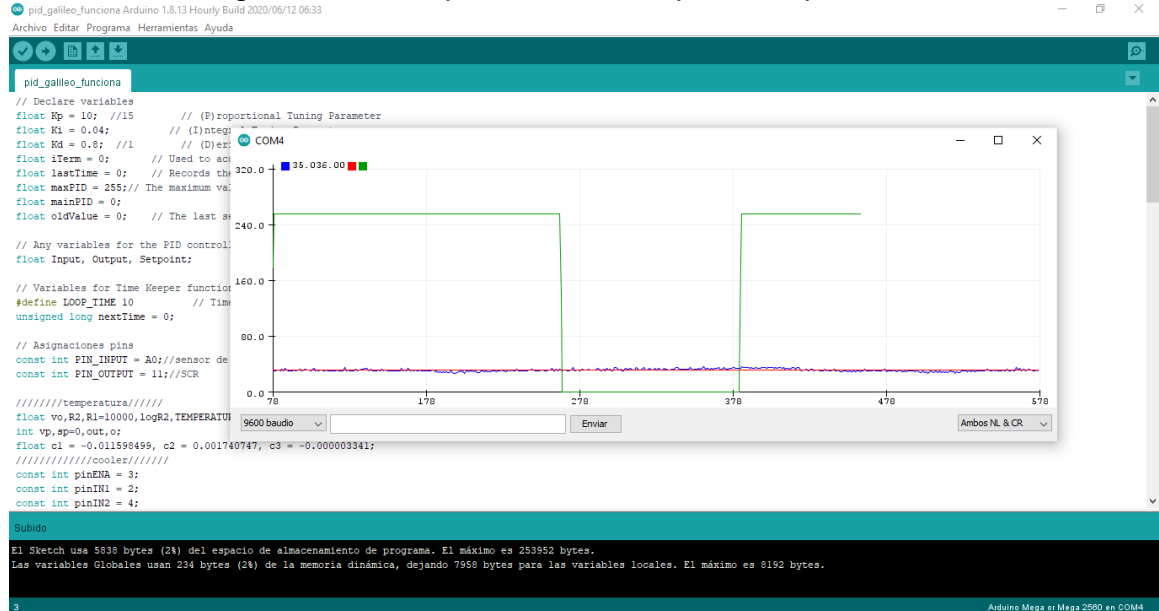 pid_galileo_funciona Arduino 1.8.13 Hourly Build 2020/06/12 06:33
Archivo Editar Programa Herramientas Ayuda
pid_galileo_funciona
// Declare variables
float Kp = 10; //15 // (P)roportional Tuning Parameter
float Ki = 0.04; // (I)nteg
float Kd = 0.8; //1 // (D)er
float iTerm = 0; // Used to acc
float lastTime = 0; // Records the
float maxPID = 255;// The maximum val
float mainPID = 0;
float oldValue = 0; // The last se
// Any variables for the PID controll
float Input, Output, Setpoint;
// Variables for Time Keeper function
#define LOOP_TIME 10 // Time
unsigned long nextTime = 0;
// Asignaciones pins
const int PIN_INPUT = A0;//sensor de
const int PIN_OUTPUT = 11;//SCR
////////temperatura//////
float vo,R2,R1=10000,logR2,TEMPERATU
int vp,sp=0,out,o;
float c1 = -0.011598499, c2 = 0.001740747, c3 = -0.000003341;
/////////////cooler///////
const int pinENA = 3;
const int pinIN1 = 2;
const int pinIN2 = 4;
COM4
35.036.00
320.0
240.0
160.0
80.0
0.0
78 178 278 378 478 578
9600 baudio Enviar Ambos NL & CR
Subido
El Sketch usa 5838 bytes (2%) del espacio de almacenamiento de programa. El máximo es 253952 bytes.
Las variables Globales usan 234 bytes (2%) de la memoria dinámica, dejando 7958 bytes para las variables locales. El máximo es 8192 bytes.
3 Arduino Mega or Mega 2560 en COM4